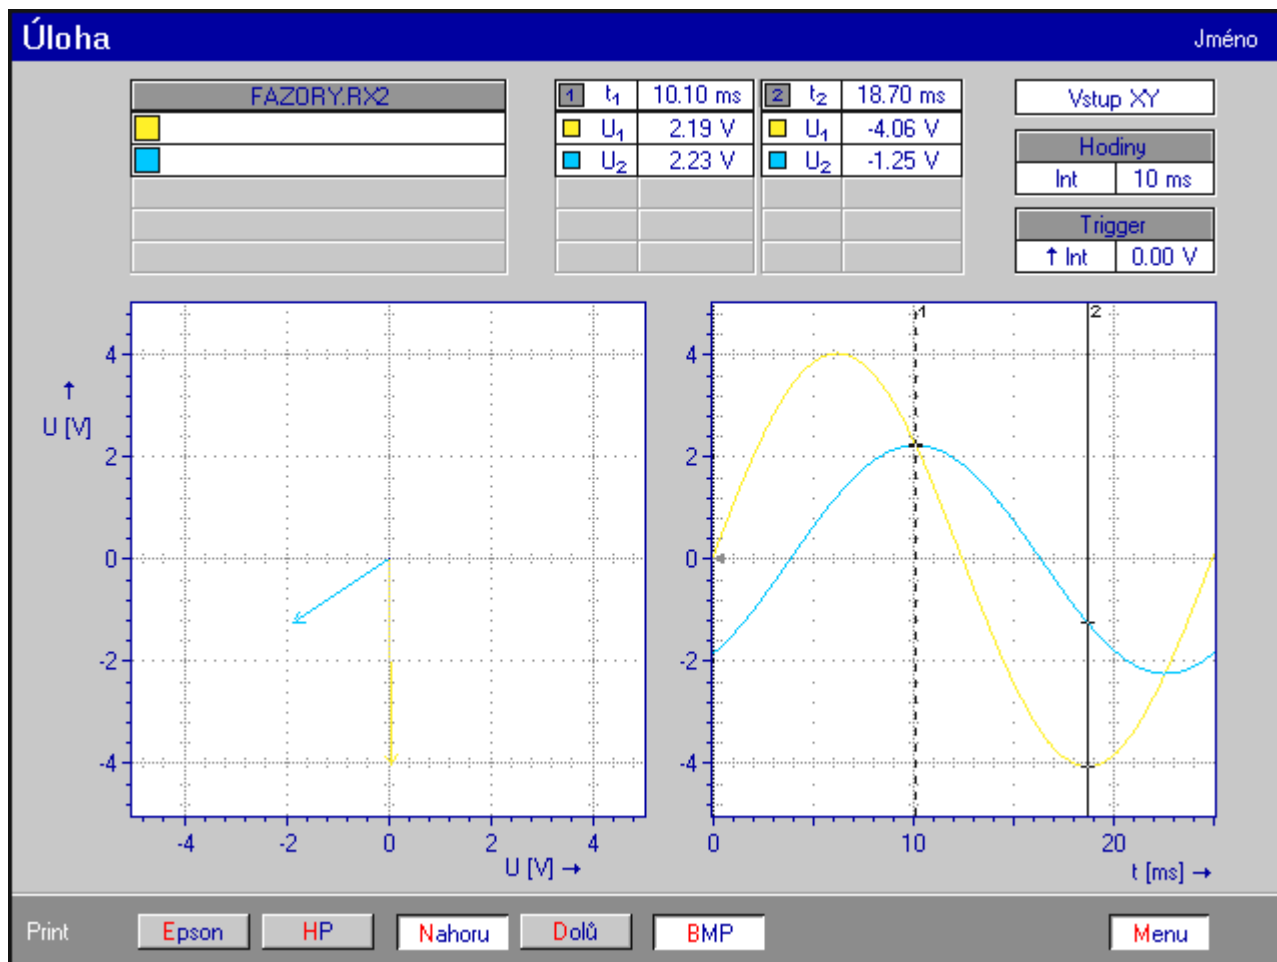 Úloha
Jméno
FAZORY.RX2
1 t₁ 10.10 ms 2 t₂ 18.70 ms
U₁ 2.19 V U₁ -4.06 V
U₂ 2.23 V U₂ -1.25 V
Vstup XY
Hodiny
Int 10 ms
Trigger
↑ Int 0.00 V
4
2
0
-2
-4
↑
U [V]
-4 -2 0 2 4
U [V] →
1 2
4
2
0
-2
-4
0 10 20
t [ms] →
Print Epson HP Nahoru Dolů BMP Menu